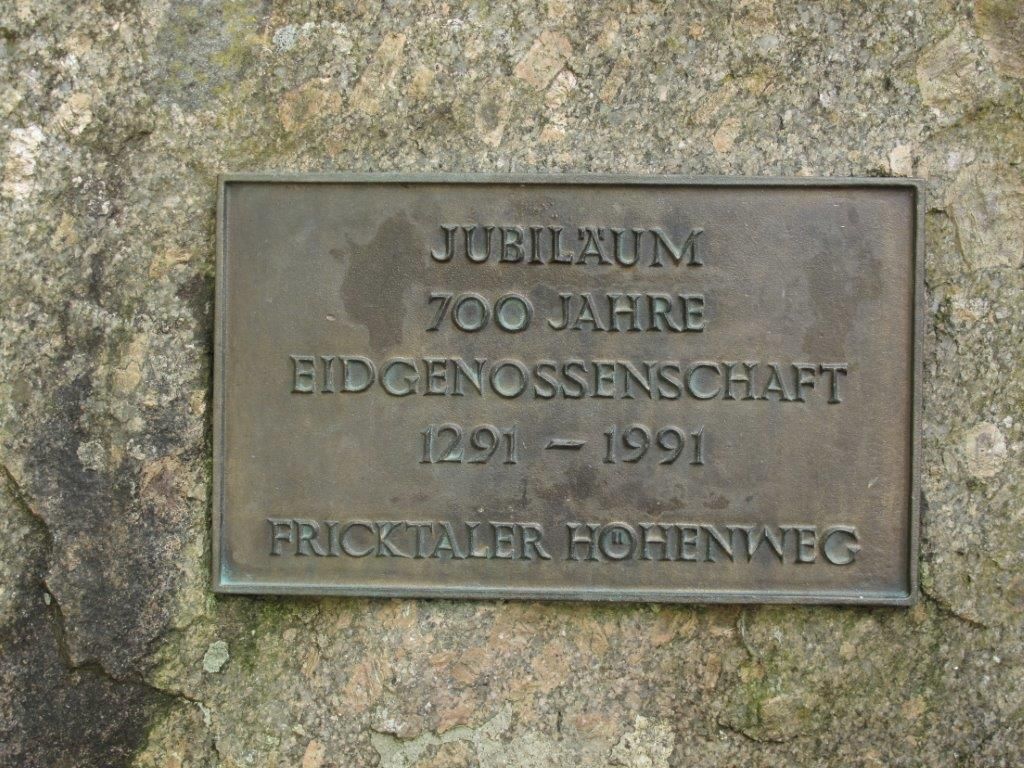 JUBILÄUM
700 JAHRE
EIDGENOSSENSCHAFT
1291 – 1991
FRICKTALER HÖHENWEG